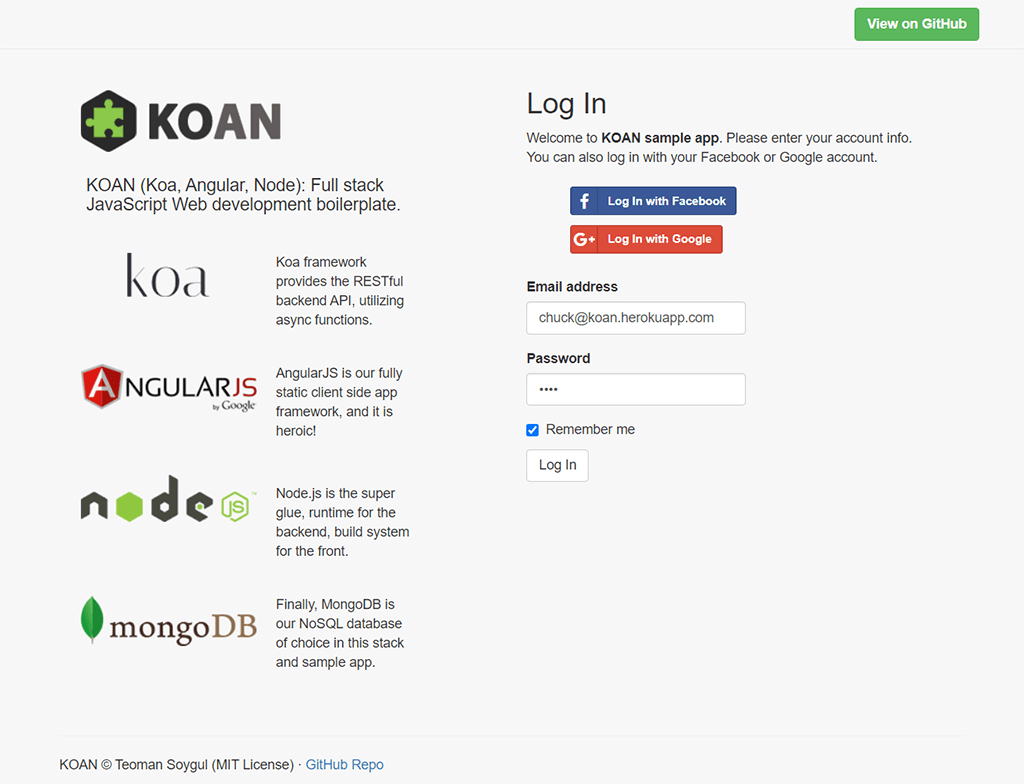 View on GitHub
KOAN
KOAN (Koa, Angular, Node): Full stack
JavaScript Web development boilerplate.
koa
Koa framework
provides the RESTful
backend API, utilizing
async functions.
ANGULARJS
by Google
AngularJS is our fully
static client side app
framework, and it is
heroic!
node
JS
™
Node.js is the super
glue, runtime for the
backend, build system
for the front.
mongoDB
Finally, MongoDB is
our NoSQL database
of choice in this stack
and sample app.
Log In
Welcome to KOAN sample app. Please enter your account info.
You can also log in with your Facebook or Google account.
f Log In with Facebook
G+ Log In with Google
Email address
chuck@koan.herokuapp.com
Password
••••
Remember me
Log In
KOAN © Teoman Soygul (MIT License) · GitHub Repo